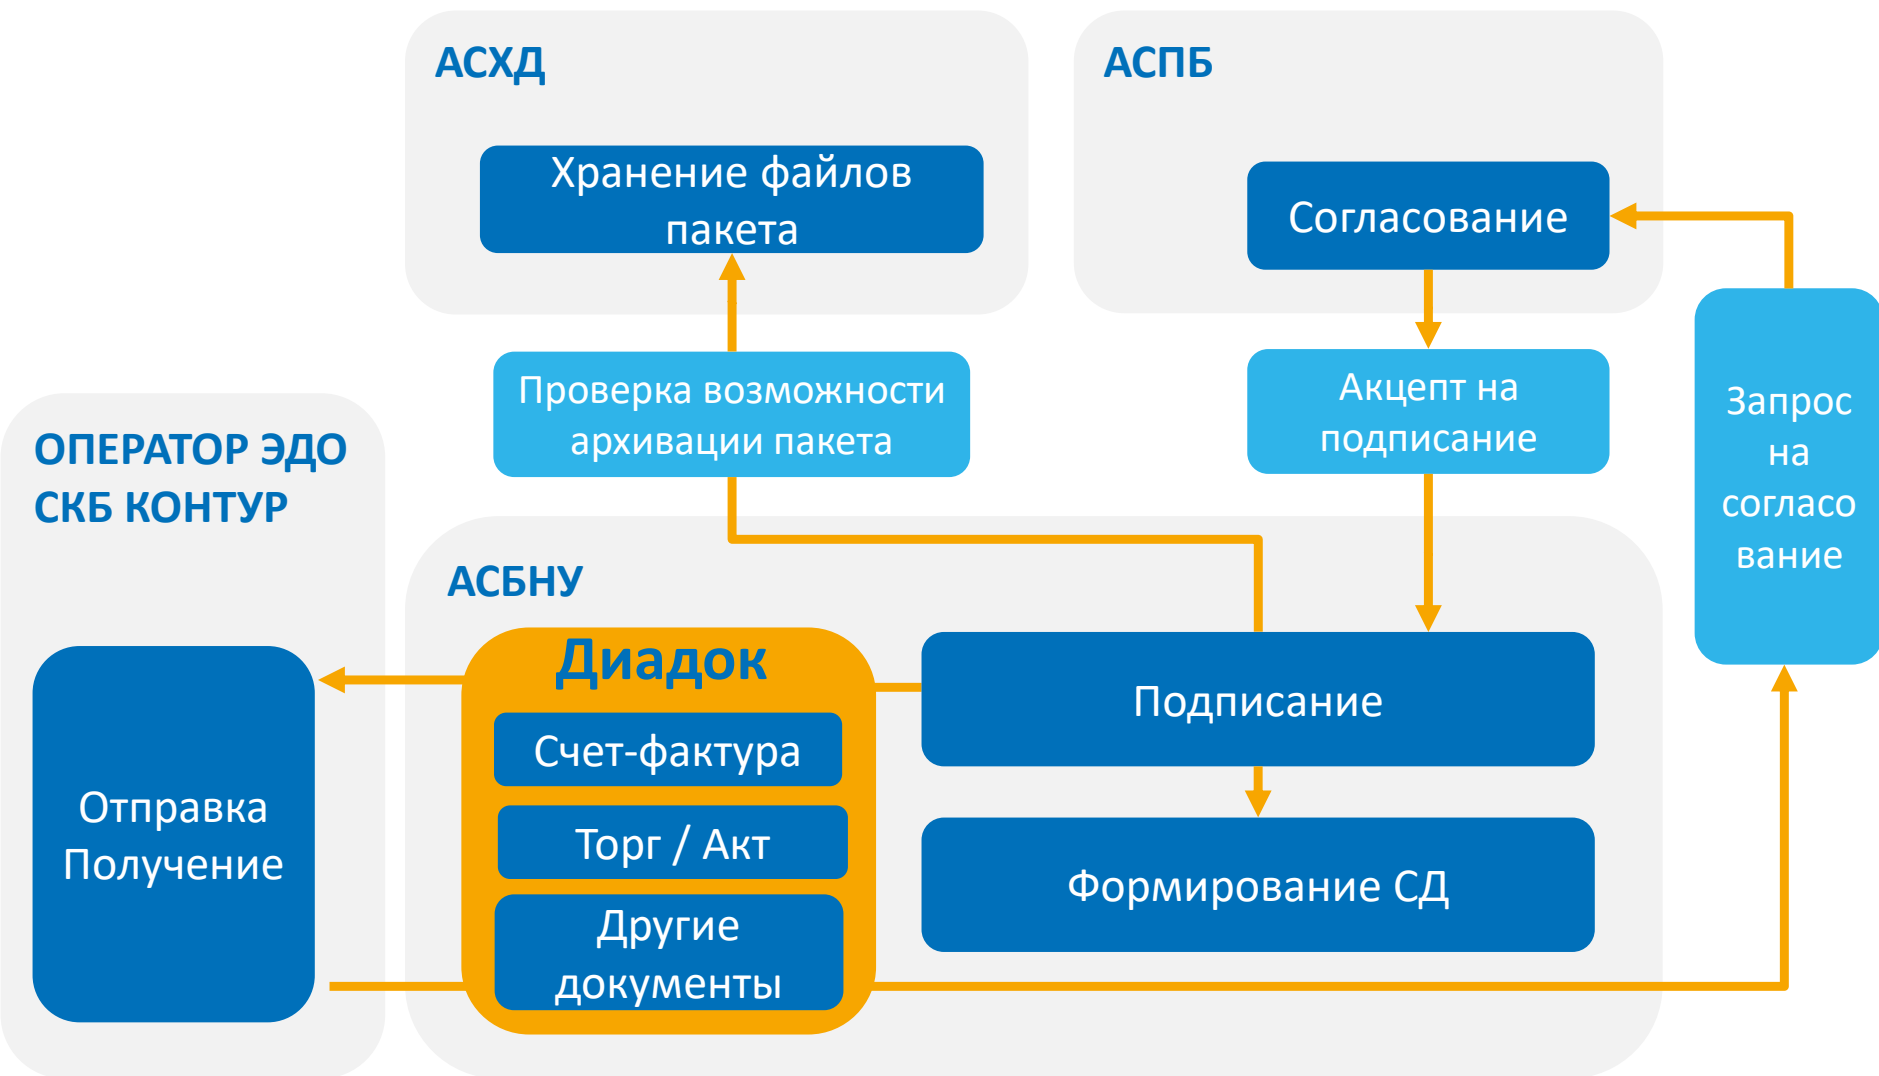 АСХД
Хранение файлов
пакета
АСПБ
Согласование
Проверка возможности
архивации пакета
Акцепт на
подписание
Запрос
на
согласо
вание
ОПЕРАТОР ЭДО
СКБ КОНТУР
Отправка
Получение
АСБНУ
Диадок
Счет-фактура
Торг / Акт
Другие
документы
Подписание
Формирование СД